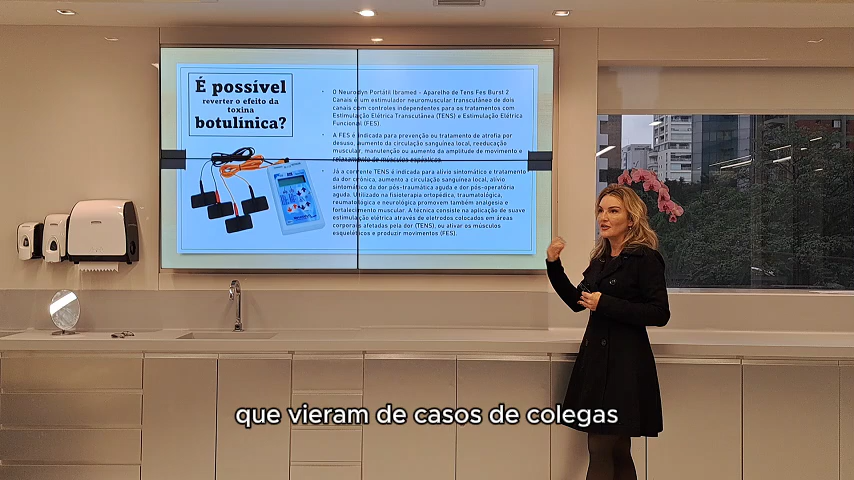 É possível
reverter o efeito da
toxina
botulínica?
• O Neurodyn Portátil Ibramed – Aparelho de Tens Fes Burst 2
Canais é um estimulador neuromuscular transcutâneo de dois
canais com controles independentes para os tratamentos com
Estimulação Elétrica Transcutânea (TENS) e Estimulação Elétrica
Funcional (FES).
• A FES é indicada para prevenção ou tratamento de atrofia por
desuso, aumento da circulação sanguínea local, reeducação
muscular, manutenção ou aumento da amplitude de movimento e
relaxamento de músculos espásticos.
• Já a corrente TENS é indicada para alívio sintomático e tratamento
da dor crônica, aumento a circulação sanguínea local, alívio
sintomático da dor pós-traumática aguda e dor pós-operatória
aguda. Utilizado na fisioterapia ortopédica, traumatológica,
reumatológica e neurológica promovem também analgesia e
fortalecimento muscular. A técnica consiste na aplicação de suave
estimulação elétrica através de eletrodos colocados em áreas
corporais afetadas pela dor (TENS), ou ativar os músculos
esqueléticos e produzir movimentos (FES).
que vieram de casos de colegas